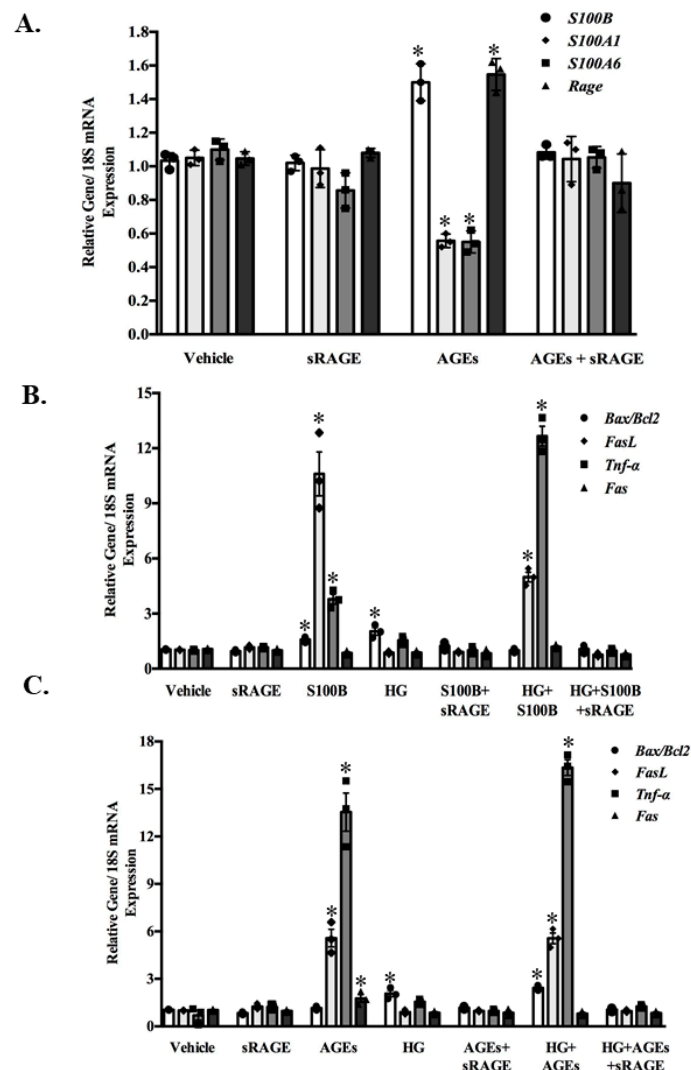 A.
S100B
S100A1
S100A6
Rage
Relative Gene/ 18S mRNA
Expression
1.8
1.6
1.4
1.2
1.0
0.8
0.6
0.4
0.2
0.0
* * * *
Vehicle sRAGE AGEs AGEs + sRAGE
B.
Bax/Bcl2
FasL
Tnf-α
Fas
Relative Gene/ 18S mRNA
Expression
15
12
9
6
3
0
* * * * * *
Vehicle sRAGE S100B HG S100B+ HG+ HG+S100B
sRAGE S100B +sRAGE
C.
Bax/Bcl2
FasL
Tnf-α
Fas
Relative Gene/ 18S mRNA
Expression
18
15
12
9
6
3
0
* * * * * * *
Vehicle sRAGE AGEs HG AGEs+ HG+ HG+AGEs
sRAGE AGEs +sRAGE